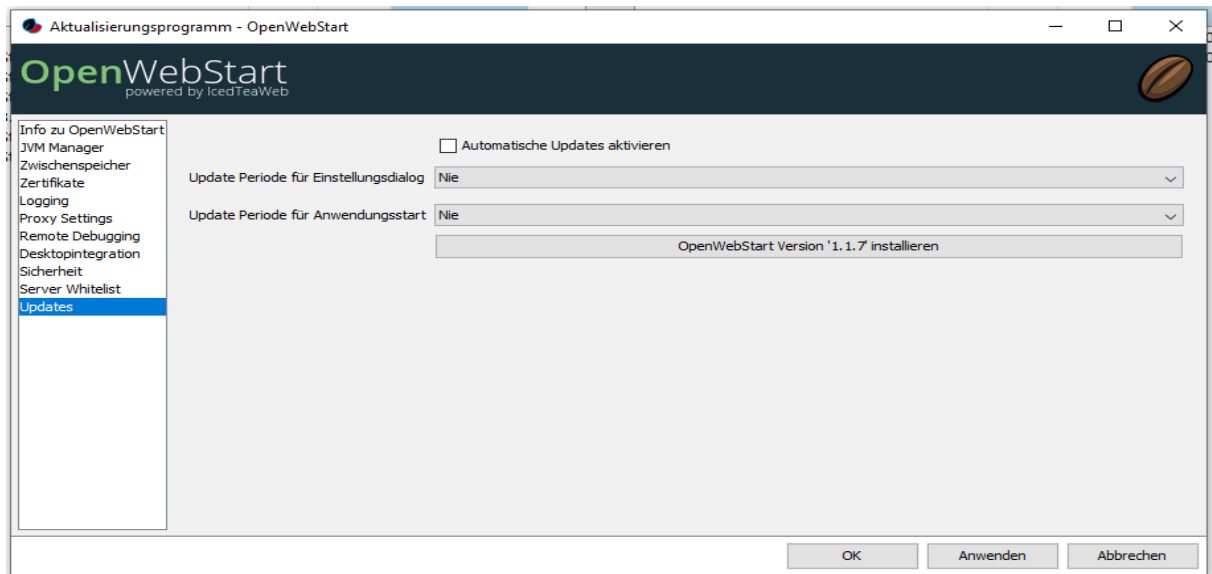 Aktualisierungsprogramm - OpenWebStart
OpenWebStart
powered by IcedTeaWeb
Info zu OpenWebStart
JVM Manager
Zwischenspeicher
Zertifikate
Logging
Proxy Settings
Remote Debugging
Desktopintegration
Sicherheit
Server Whitelist
Updates
Automatische Updates aktivieren
Update Periode für Einstellungsdialog Nie
Update Periode für Anwendungsstart Nie
OpenWebStart Version '1.1.7' installieren
OK Anwenden Abbrechen